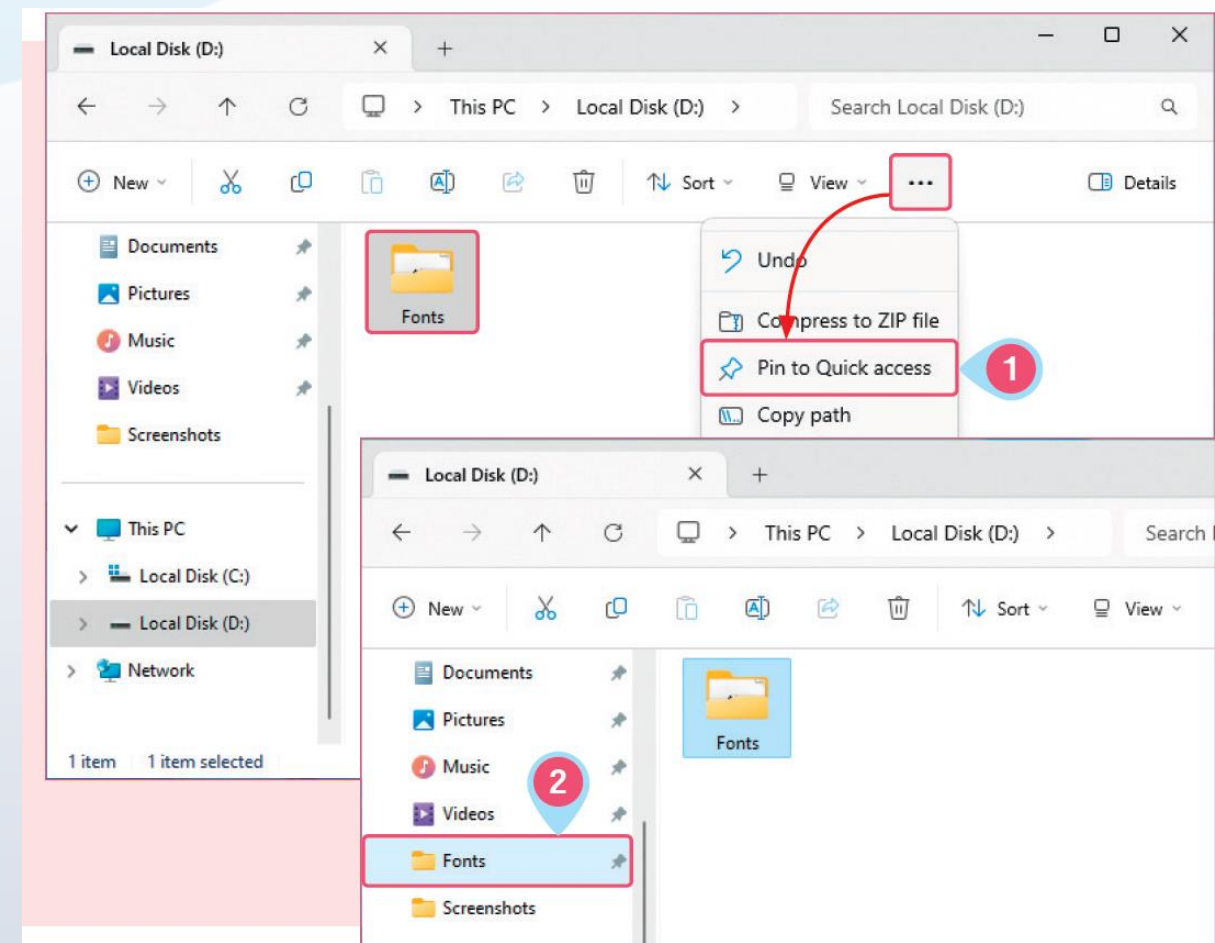 Local Disk (D:)
This PC > Local Disk (D:) >
Search Local Disk (D:)
New
Sort
View
...
Details
Documents
Pictures
Music
Videos
Screenshots
This PC
Local Disk (C:)
Local Disk (D:)
Network
1 item
1 item selected
Fonts
Undo
Compress to ZIP file
Pin to Quick access
1
Copy path
Local Disk (D:)
This PC > Local Disk (D:) >
Search
New
Sort
View
Documents
Pictures
Music
2
Videos
Fonts
Screenshots
Fonts